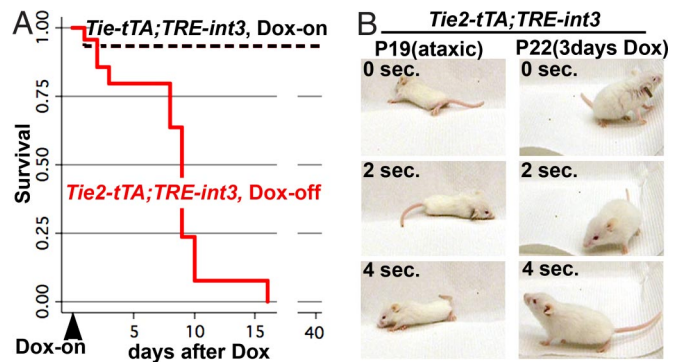 A
Tie-tTA;TRE-int3, Dox-on
1.00
0.75
0.50
0.25
0.00
Survival
Tie2-tTA;TRE-int3, Dox-off
5 10 15 40
Dox-on
days after Dox
B
Tie2-tTA;TRE-int3
P19(ataxic) P22(3days Dox)
0 sec. 0 sec.
2 sec. 2 sec.
4 sec. 4 sec.